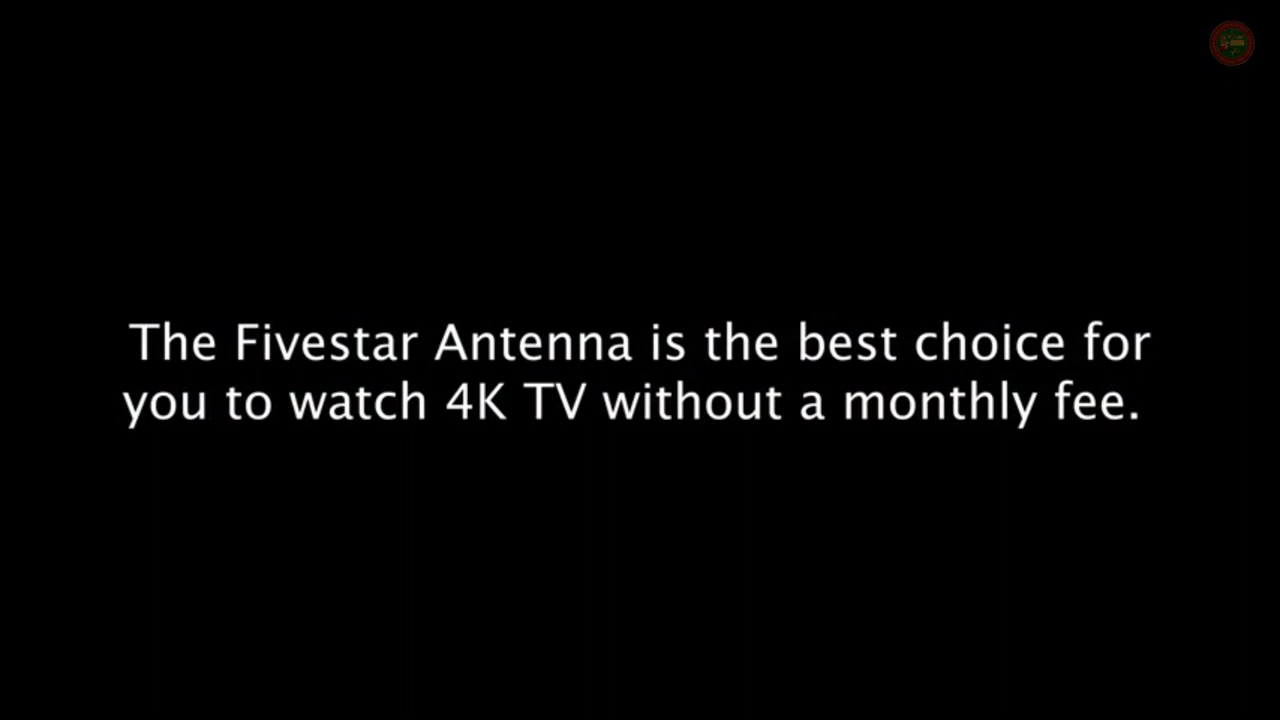 The Fivestar Antenna is the best choice for
you to watch 4K TV without a monthly fee.